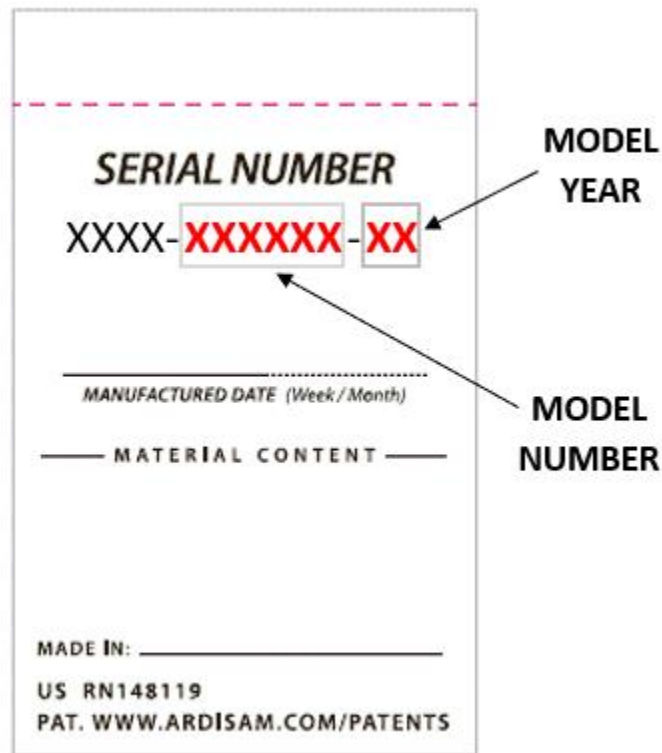 MODEL
YEAR
SERIAL NUMBER
XXXX-XXXXXX-XX
MANUFACTURED DATE (Week / Month)
MATERIAL CONTENT
MODEL
NUMBER
MADE IN:
US RN148119
PAT. WWW.ARDISAM.COM/PATENTS